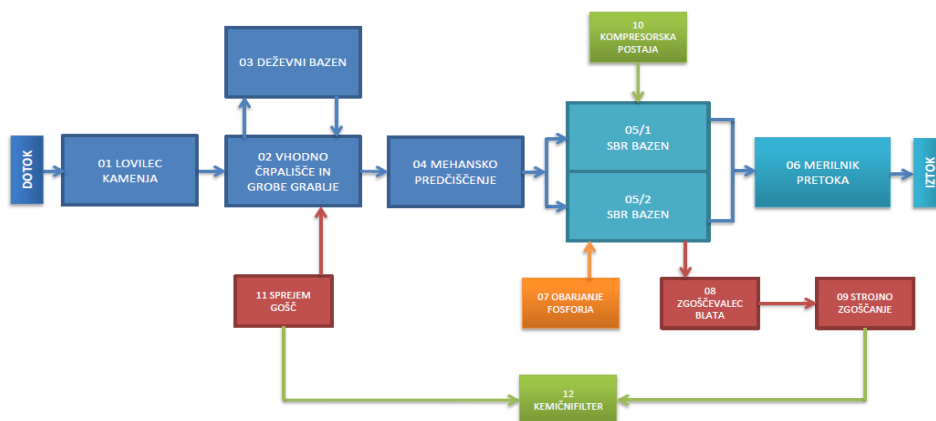 10
KOMPRESORSKA
POSTAJA
03 DEŽEVNI BAZEN
DOTOK
01 LOVILEC
KAMENJA
02 VHODNO
ČRPALIŠČE IN
GROBE GRABLJE
04 MEHANSKO
PREDČIŠČENJE
05/1
SBR BAZEN
05/2
SBR BAZEN
06 MERILNIK
PRETOKA
IZTOK
11 SPREJEM
GOŠČ
07 OBARJANJE
FOSFORJA
08
ZGOŠČEVALEC
BLATA
09 STROJNO
ZGOŠČANJE
12
KEMIČNIFILTER